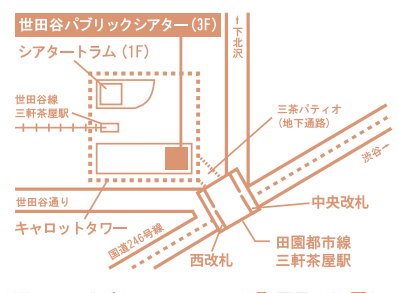 世田谷パブリックシアター(3F)
シアタートラム(1F)
↑下北沢
世田谷線
三軒茶屋駅
三茶パティオ
(地下通路)
渋谷→
世田谷通り
中央改札
キャロットタワー
国道246号線
田園都市線
三軒茶屋駅
西改札